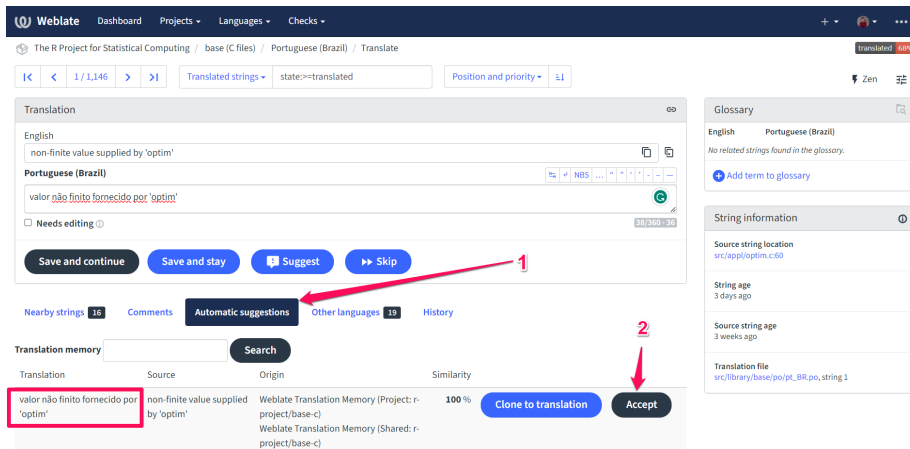 Weblate Dashboard Projects Languages Checks
The R Project for Statistical Computing / base (C files) / Portuguese (Brazil) / Translate
translated 68%
1 / 1,146
Translated strings
state:>=translated
Position and priority
Zen
Translation
English
non-finite value supplied by 'optim'
Portuguese (Brazil)
NBS … “ ” ‘ ’ - – —
valor não finito fornecido por 'optim'
Needs editing
38/360 · 36
Save and continue
Save and stay
Suggest
Skip
1
Nearby strings 16
Comments
Automatic suggestions
Other languages 19
History
2
Translation memory
Search
Translation Source Origin Similarity
valor não finito fornecido por
'optim'
non-finite value supplied
by 'optim'
Weblate Translation Memory (Project: r-
project/base-c)
Weblate Translation Memory (Shared: r-
project/base-c)
100 %
Clone to translation
Accept
Glossary
English Portuguese (Brazil)
No related strings found in the glossary.
Add term to glossary
String information
Source string location
src/appl/optim.c:60
String age
3 days ago
Source string age
3 weeks ago
Translation file
src/library/base/po/pt_BR.po, string 1